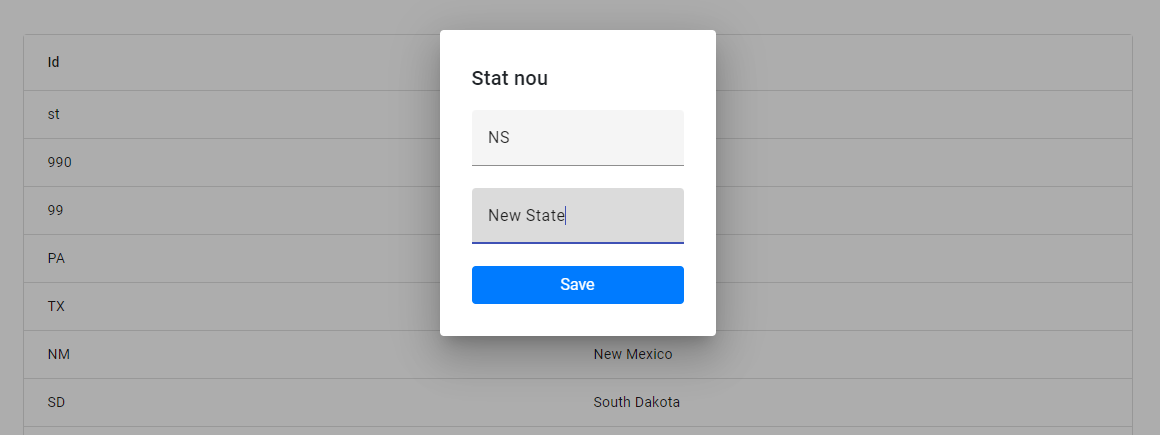 Id
st
990
99
PA
TX
NM New Mexico
SD South Dakota
Stat nou
NS
New State
Save